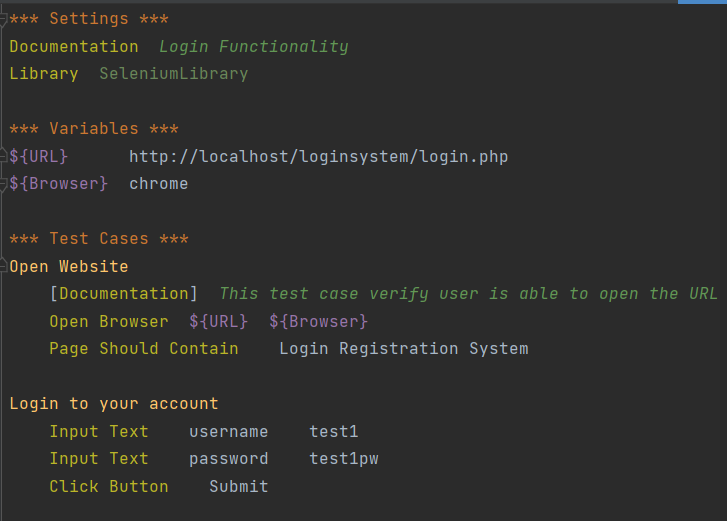 *** Settings ***
Documentation  Login Functionality
Library  SeleniumLibrary
*** Variables ***
${URL}      http://localhost/loginsystem/login.php
${Browser}  chrome
*** Test Cases ***
Open Website
    [Documentation]  This test case verify user is able to open the URL
    Open Browser  ${URL}  ${Browser}
    Page Should Contain    Login Registration System
Login to your account
    Input Text    username    test1
    Input Text    password    test1pw
    Click Button    Submit